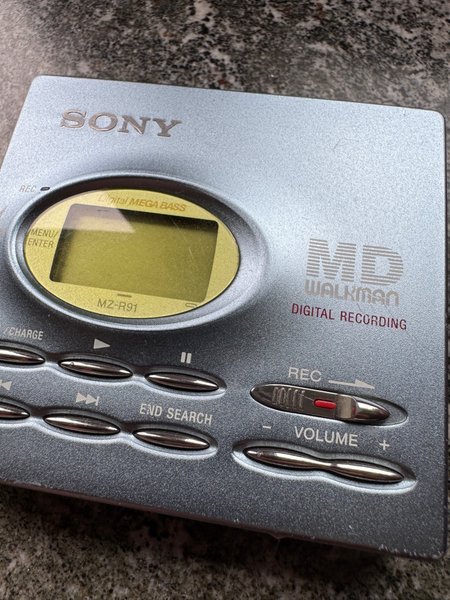 SONY
REC
Digital MEGA BASS
MENU/
ENTER
MZ-R91
MD
WALKMAN
DIGITAL RECORDING
/CHARGE
REC
END SEARCH
− VOLUME +